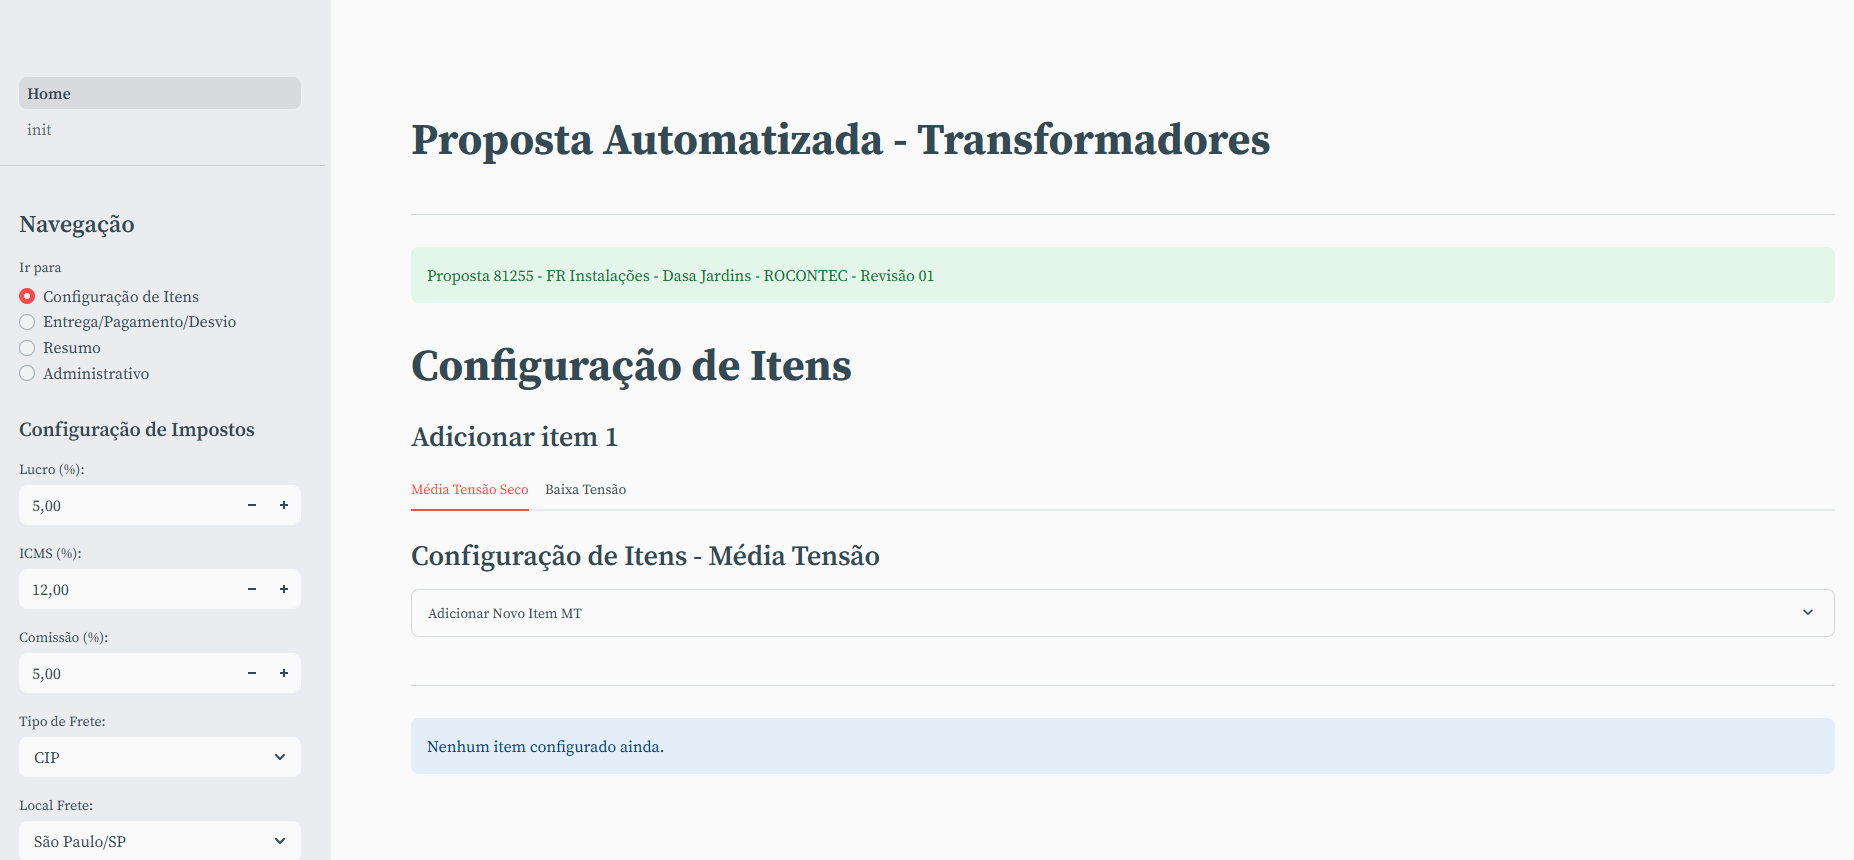 Home
init
Navegação
Ir para
Configuração de Itens
Entrega/Pagamento/Desvio
Resumo
Administrativo
Configuração de Impostos
Lucro (%):
5,00
ICMS (%):
12,00
Comissão (%):
5,00
Tipo de Frete:
CIP
Local Frete:
São Paulo/SP
Proposta Automatizada - Transformadores
Proposta 81255 - FR Instalações - Dasa Jardins - ROCONTEC - Revisão 01
Configuração de Itens
Adicionar item 1
Média Tensão Seco Baixa Tensão
Configuração de Itens - Média Tensão
Adicionar Novo Item MT
Nenhum item configurado ainda.